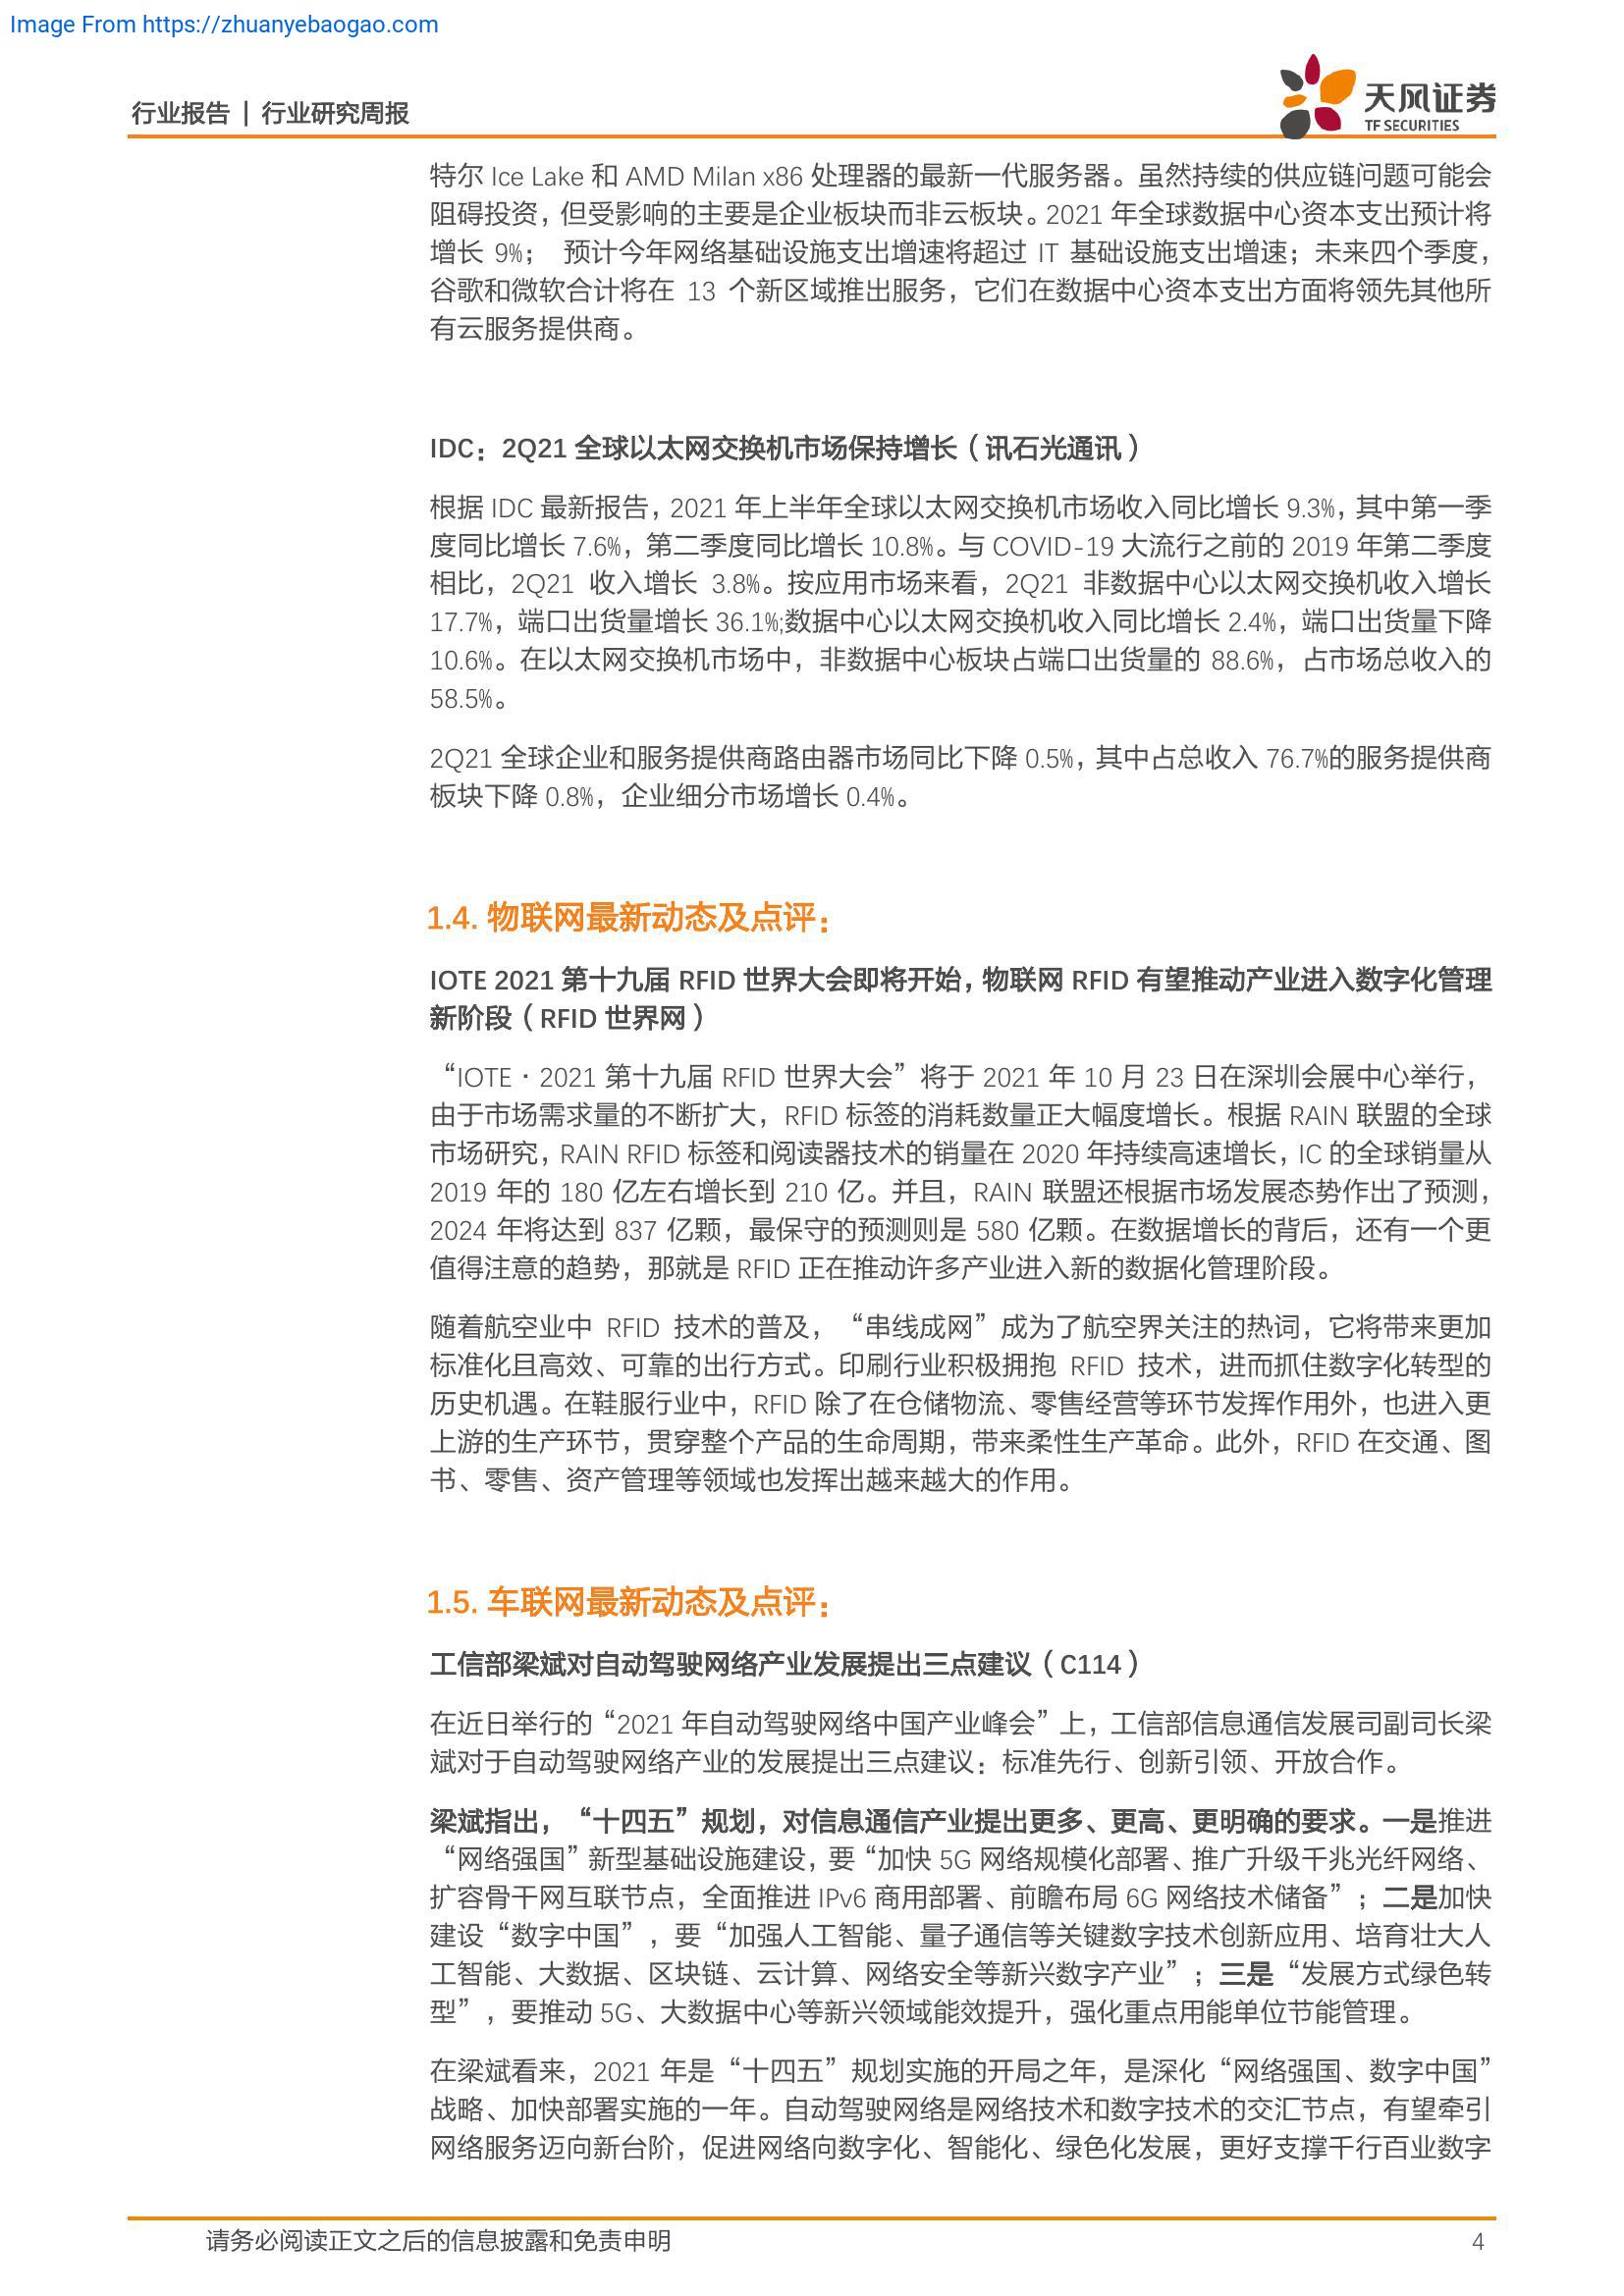 Image From https://zhuanyebaogao.com
行业报告 | 行业研究周报
天风证券
TF SECURITIES
特尔 Ice Lake 和 AMD Milan x86 处理器的最新一代服务器。虽然持续的供应链问题可能会
阻碍投资，但受影响的主要是企业板块而非云板块。2021 年全球数据中心资本支出预计将
增长 9%； 预计今年网络基础设施支出增速将超过 IT 基础设施支出增速；未来四个季度，
谷歌和微软合计将在 13 个新区域推出服务，它们在数据中心资本支出方面将领先其他所
有云服务提供商。
IDC：2Q21 全球以太网交换机市场保持增长（讯石光通讯）
根据 IDC 最新报告，2021 年上半年全球以太网交换机市场收入同比增长 9.3%，其中第一季
度同比增长 7.6%，第二季度同比增长 10.8%。与 COVID-19 大流行之前的 2019 年第二季度
相比，2Q21 收入增长 3.8%。按应用市场来看，2Q21 非数据中心以太网交换机收入增长
17.7%，端口出货量增长 36.1%;数据中心以太网交换机收入同比增长 2.4%，端口出货量下降
10.6%。在以太网交换机市场中，非数据中心板块占端口出货量的 88.6%，占市场总收入的
58.5%。
2Q21 全球企业和服务提供商路由器市场同比下降 0.5%，其中占总收入 76.7%的服务提供商
板块下降 0.8%，企业细分市场增长 0.4%。
1.4. 物联网最新动态及点评：
IOTE 2021 第十九届 RFID 世界大会即将开始，物联网 RFID 有望推动产业进入数字化管理
新阶段（RFID 世界网）
“IOTE · 2021 第十九届 RFID 世界大会”将于 2021 年 10 月 23 日在深圳会展中心举行，
由于市场需求量的不断扩大，RFID 标签的消耗数量正大幅度增长。根据 RAIN 联盟的全球
市场研究，RAIN RFID 标签和阅读器技术的销量在 2020 年持续高速增长，IC 的全球销量从
2019 年的 180 亿左右增长到 210 亿。并且，RAIN 联盟还根据市场发展态势作出了预测，
2024 年将达到 837 亿颗，最保守的预测则是 580 亿颗。在数据增长的背后，还有一个更
值得注意的趋势，那就是 RFID 正在推动许多产业进入新的数据化管理阶段。
随着航空业中 RFID 技术的普及，“串线成网”成为了航空界关注的热词，它将带来更加
标准化且高效、可靠的出行方式。印刷行业积极拥抱 RFID 技术，进而抓住数字化转型的
历史机遇。在鞋服行业中，RFID 除了在仓储物流、零售经营等环节发挥作用外，也进入更
上游的生产环节，贯穿整个产品的生命周期，带来柔性生产革命。此外，RFID 在交通、图
书、零售、资产管理等领域也发挥出越来越大的作用。
1.5. 车联网最新动态及点评：
工信部梁斌对自动驾驶网络产业发展提出三点建议（C114）
在近日举行的“2021 年自动驾驶网络中国产业峰会”上，工信部信息通信发展司副司长梁
斌对于自动驾驶网络产业的发展提出三点建议：标准先行、创新引领、开放合作。
梁斌指出，“十四五”规划，对信息通信产业提出更多、更高、更明确的要求。一是推进
“网络强国”新型基础设施建设，要“加快 5G 网络规模化部署、推广升级千兆光纤网络、
扩容骨干网互联节点，全面推进 IPv6 商用部署、前瞻布局 6G 网络技术储备”；二是加快
建设“数字中国”，要“加强人工智能、量子通信等关键数字技术创新应用、培育壮大人
工智能、大数据、区块链、云计算、网络安全等新兴数字产业”；三是“发展方式绿色转
型”，要推动 5G、大数据中心等新兴领域能效提升，强化重点用能单位节能管理。
在梁斌看来，2021 年是“十四五”规划实施的开局之年，是深化“网络强国、数字中国”
战略、加快部署实施的一年。自动驾驶网络是网络技术和数字技术的交汇节点，有望牵引
网络服务迈向新台阶，促进网络向数字化、智能化、绿色化发展，更好支撑千行百业数字
请务必阅读正文之后的信息披露和免责申明
4